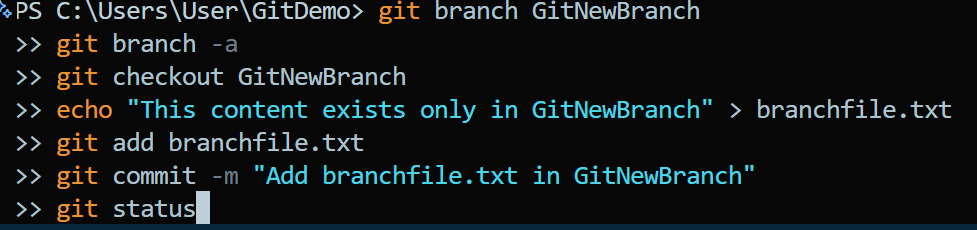 PS C:\Users\User\GitDemo> git branch GitNewBranch
>> git branch -a
>> git checkout GitNewBranch
>> echo "This content exists only in GitNewBranch" > branchfile.txt
>> git add branchfile.txt
>> git commit -m "Add branchfile.txt in GitNewBranch"
>> git status